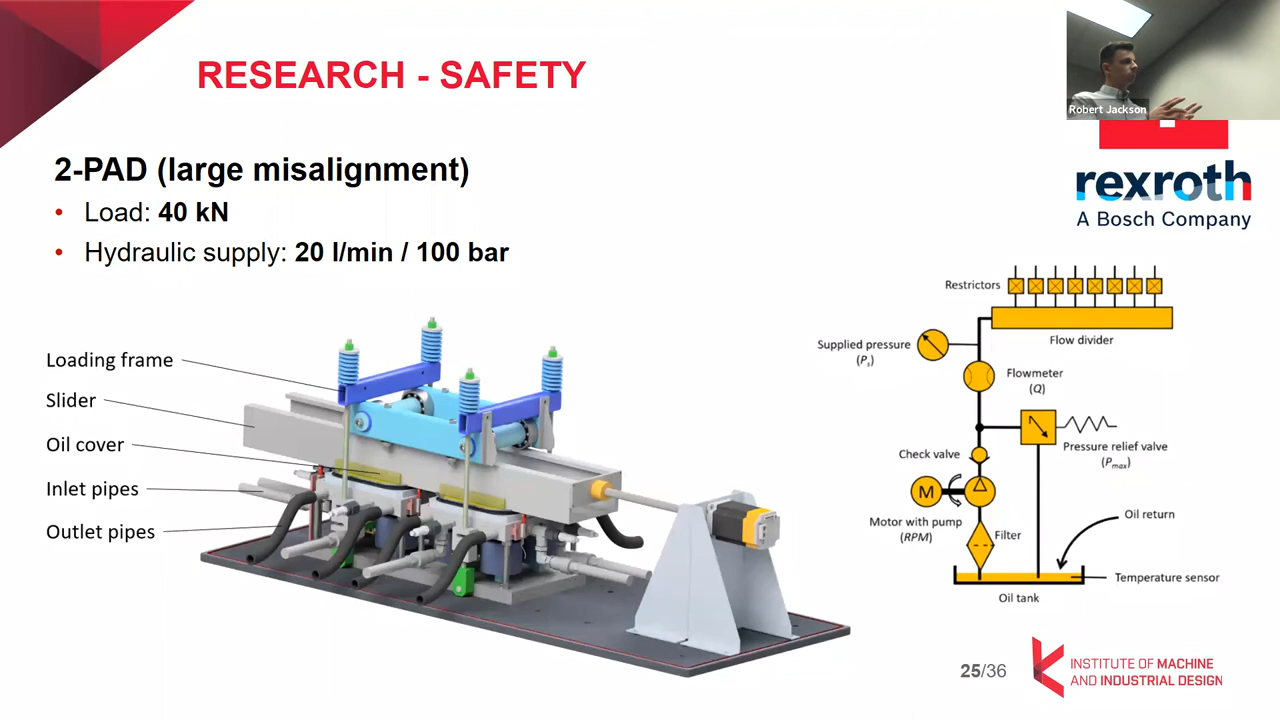 RESEARCH - SAFETY
Robert Jackson
2-PAD (large misalignment)
• Load: 40 kN
• Hydraulic supply: 20 l/min / 100 bar
rexroth
A Bosch Company
Loading frame
Slider
Oil cover
Inlet pipes
Outlet pipes
Restrictors
Flow divider
Supplied pressure
(Ps)
Flowmeter
(Q)
Pressure relief valve
(Pmax)
Check valve
M
Motor with pump
(RPM)
Filter
Oil return
Temperature sensor
Oil tank
25/36
INSTITUTE OF MACHINE
AND INDUSTRIAL DESIGN